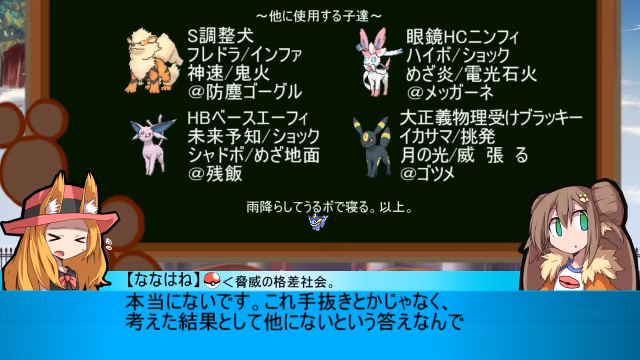 ～他に使用する子達～
S調整犬
フレドラ/インファ
神速/鬼火
@防塵ゴーグル
眼鏡HCニンフィ
ハイボ/ショック
めざ炎/電光石火
@メッガーネ
HBベースエーフィ
未来予知/ショック
シャドボ/めざ地面
@残飯
大正義物理受けブラッキー
イカサマ/挑発
月の光/威 張 る
@ゴツメ
雨降らしてうるボで寝る。以上。
【ななはね】＜脅威の格差社会。
本当にないです。これ手抜きとかじゃなく、
考えた結果として他にないという答えなんで